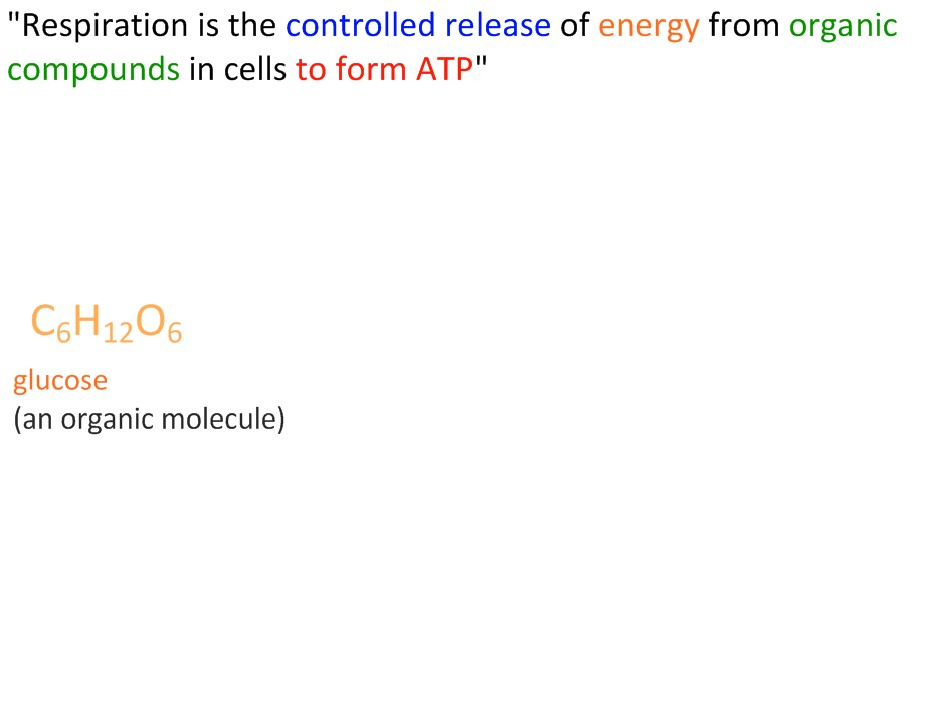 "Respiration is the controlled release of energy from organic
compounds in cells to form ATP"
C₆H₁₂O₆
glucose
(an organic molecule)